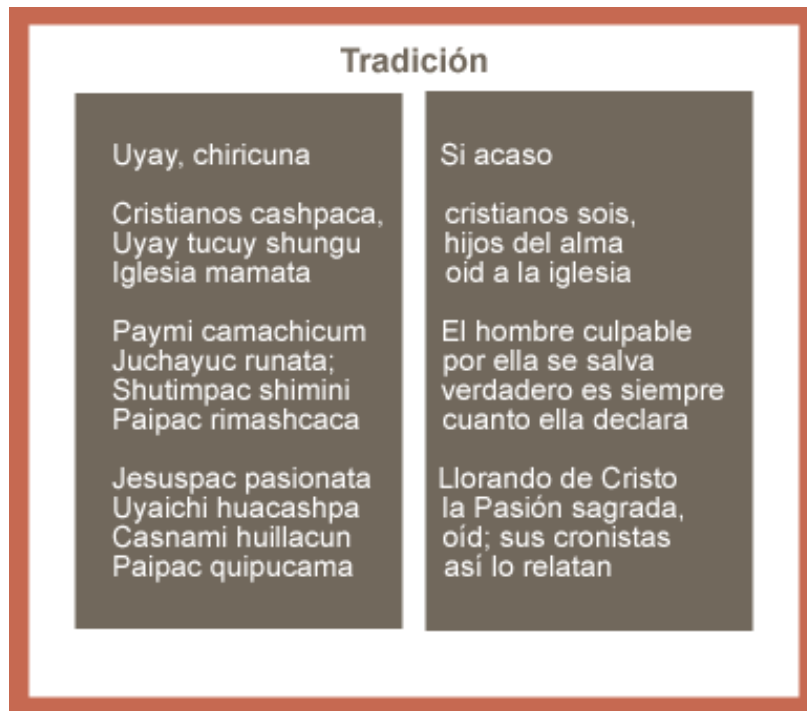 Tradición
Uyay, chiricuna
Cristianos cashpaca,
Uyay tucuy shungu
Iglesia mamata
Paymi camachicum
Juchayuc runata;
Shutimpac shimini
Paipac rimashcaca
Jesuspac pasionata
Uyaichi huacashpa
Casnami huillacun
Paipac quipucama
Si acaso
cristianos sois,
hijos del alma
oid a la iglesia
El hombre culpable
por ella se salva
verdadero es siempre
cuanto ella declara
Llorando de Cristo
la Pasión sagrada,
oíd; sus cronistas
así lo relatan